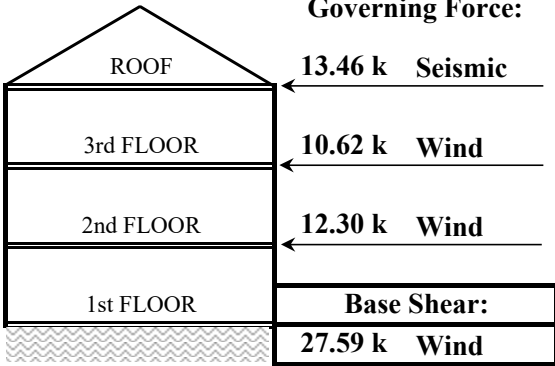 Governing Force:
ROOF
13.46 k Seismic
3rd FLOOR
10.62 k Wind
2nd FLOOR
12.30 k Wind
1st FLOOR
Base Shear:
27.59 k Wind